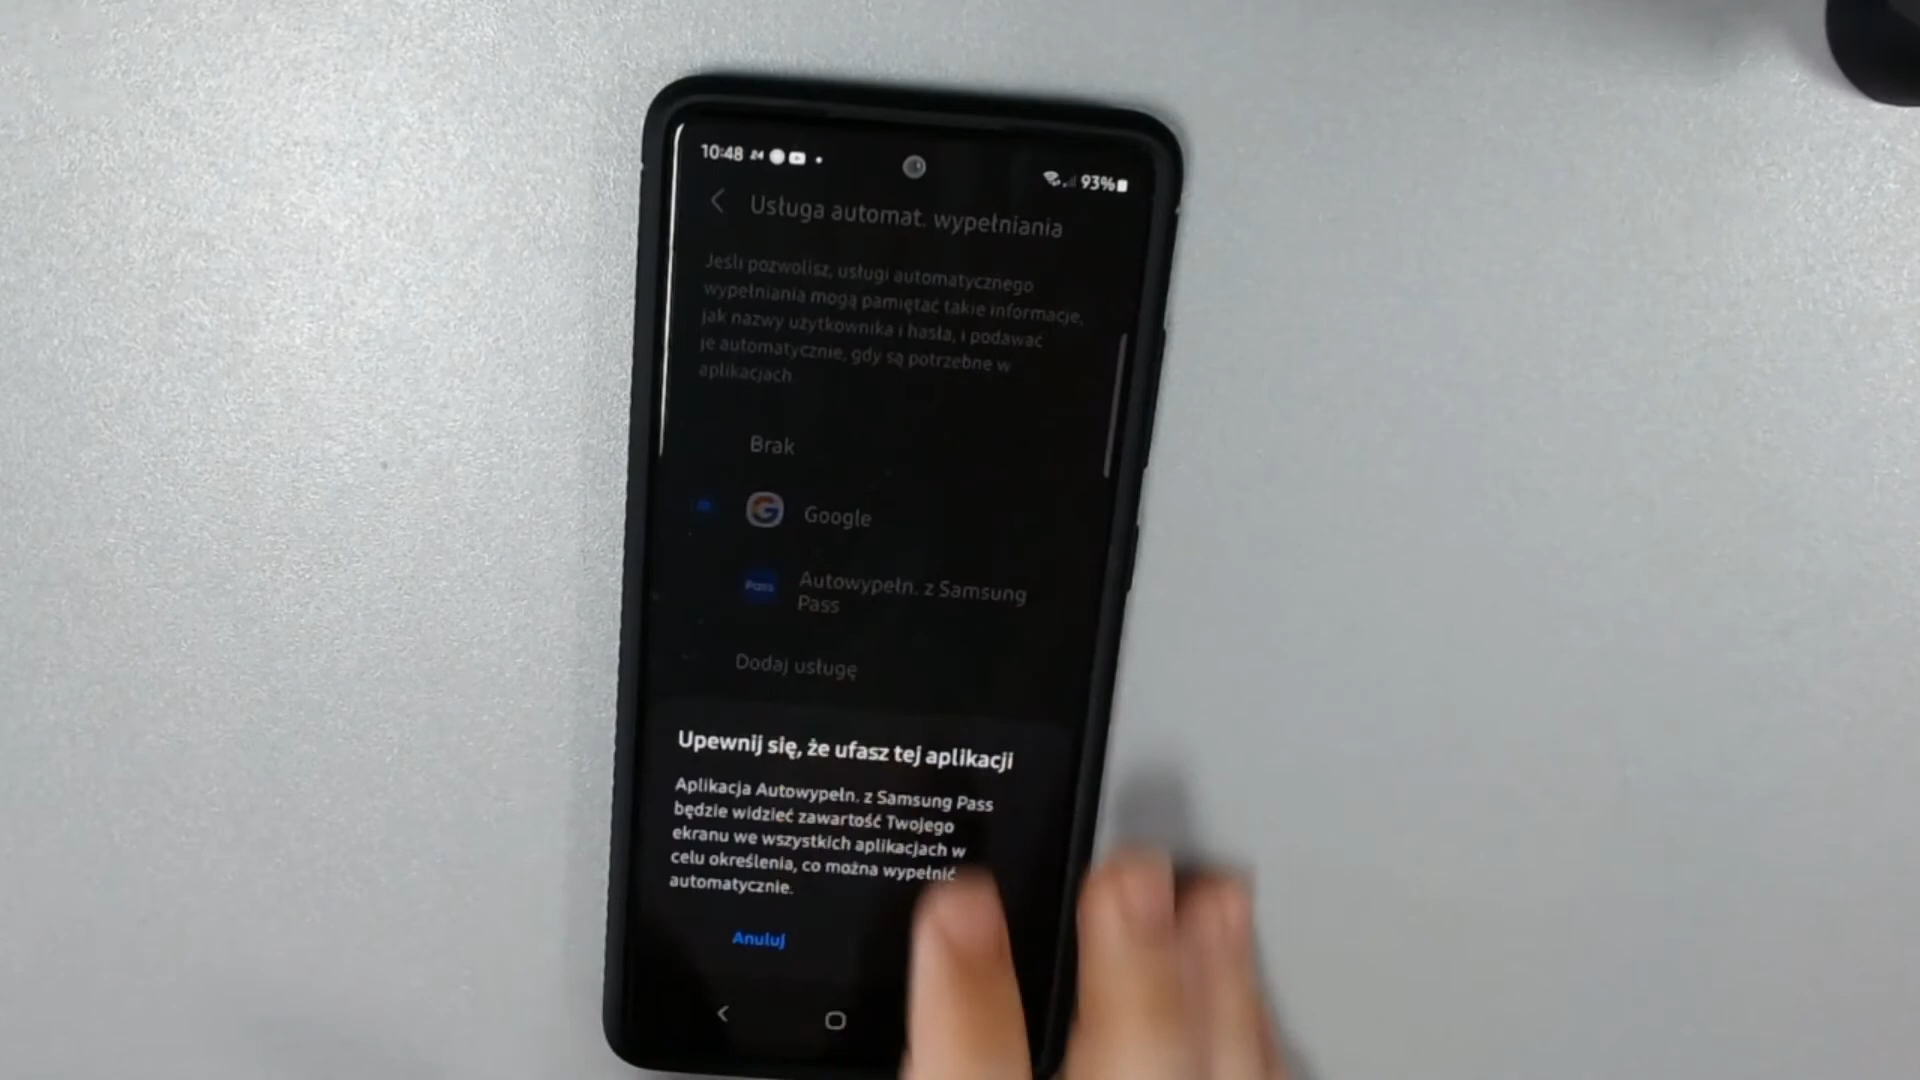 10:48 24
93%
Usługa automat. wypełniania
Jeśli pozwolisz, usługi automatycznego
wypełniania mogą pamiętać takie informacje,
jak nazwy użytkownika i hasła, i podawać
je automatycznie, gdy są potrzebne w
aplikacjach.
Brak
Google
Pass
Autowypełn. z Samsung
Pass
Dodaj usługę
Upewnij się, że ufasz tej aplikacji
Aplikacja Autowypełn. z Samsung Pass
będzie widzieć zawartość Twojego
ekranu we wszystkich aplikacjach w
celu określenia, co można wypełnić
automatycznie.
Anuluj